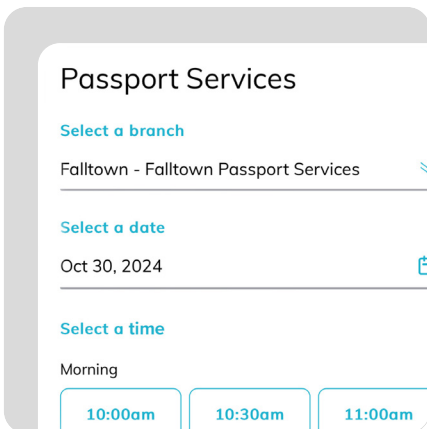 Passport Services
Select a branch
Falltown - Falltown Passport Services
Select a date
Oct 30, 2024
Select a time
Morning
10:00am 10:30am 11:00am